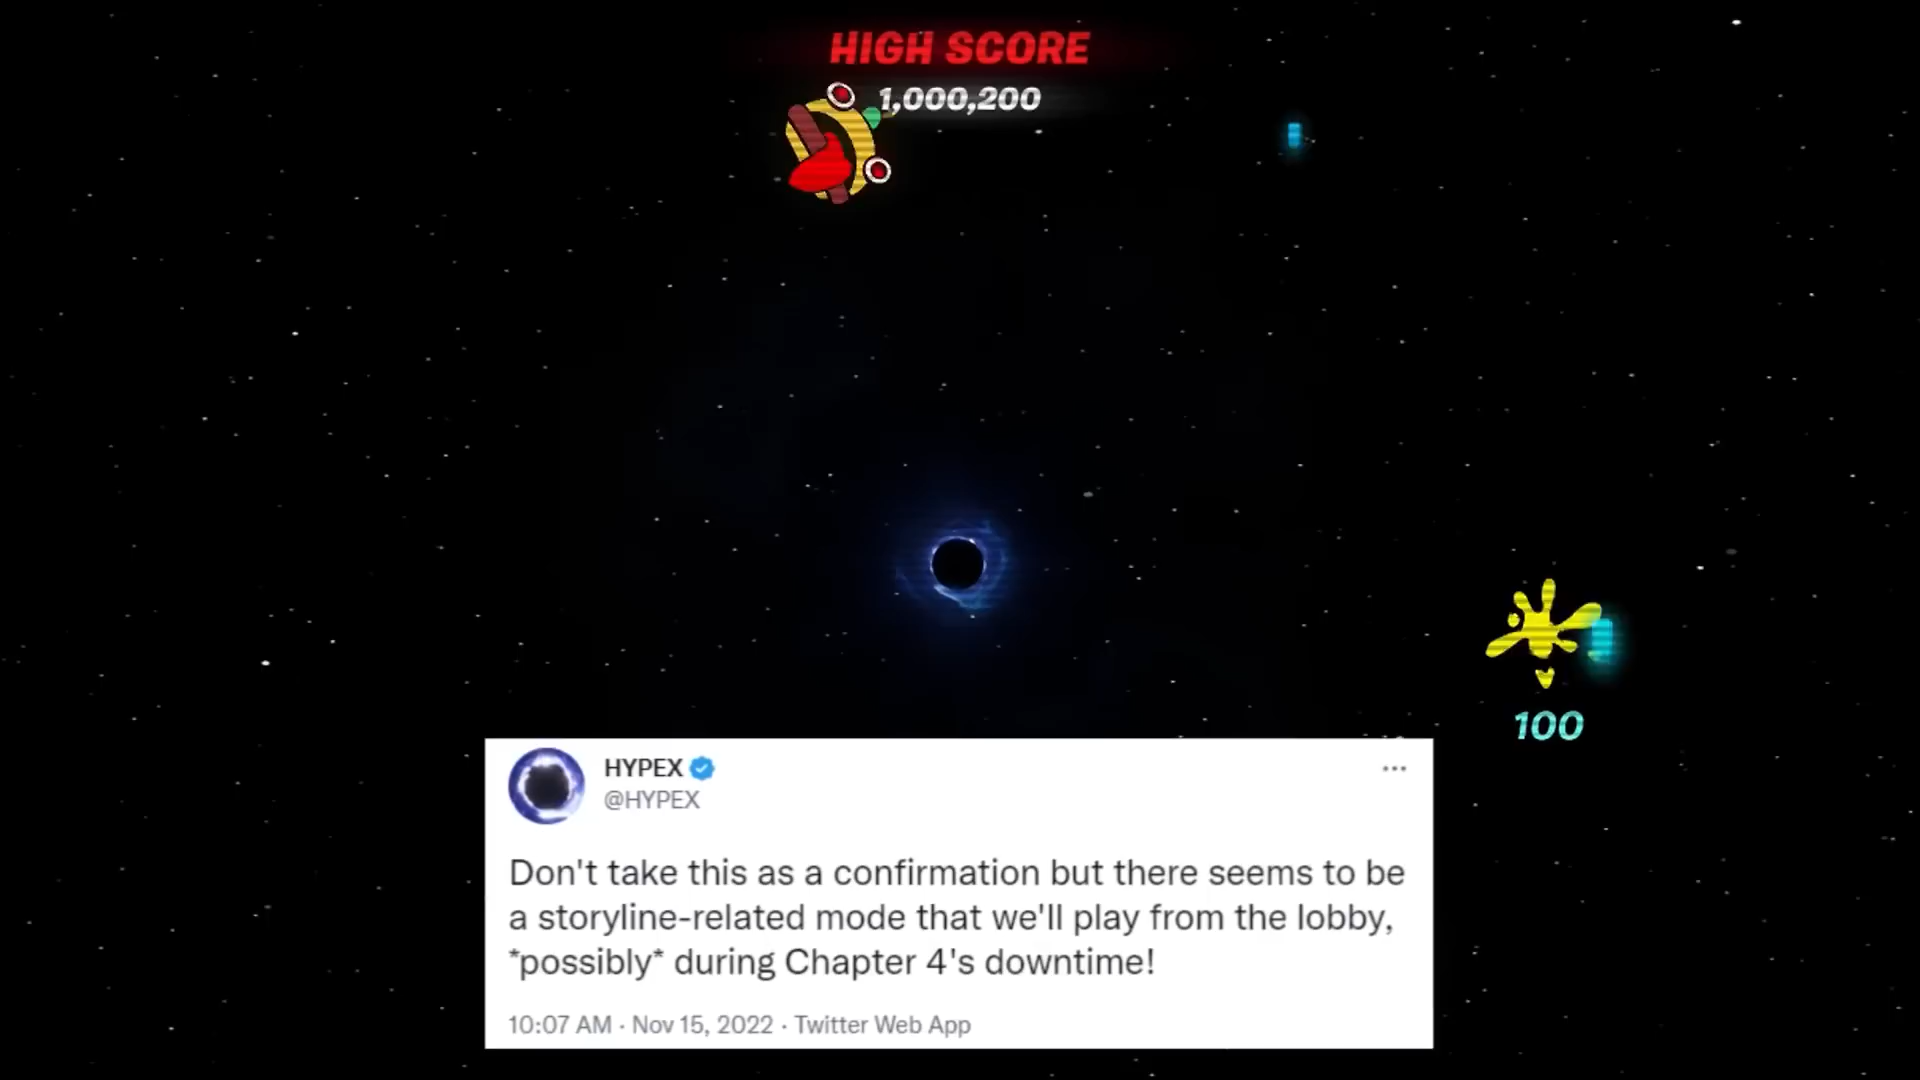 HIGH SCORE
1,000,200
100
HYPEX
@HYPEX
Don't take this as a confirmation but there seems to be
a storyline-related mode that we'll play from the lobby,
*possibly* during Chapter 4's downtime!
10:07 AM · Nov 15, 2022 · Twitter Web App